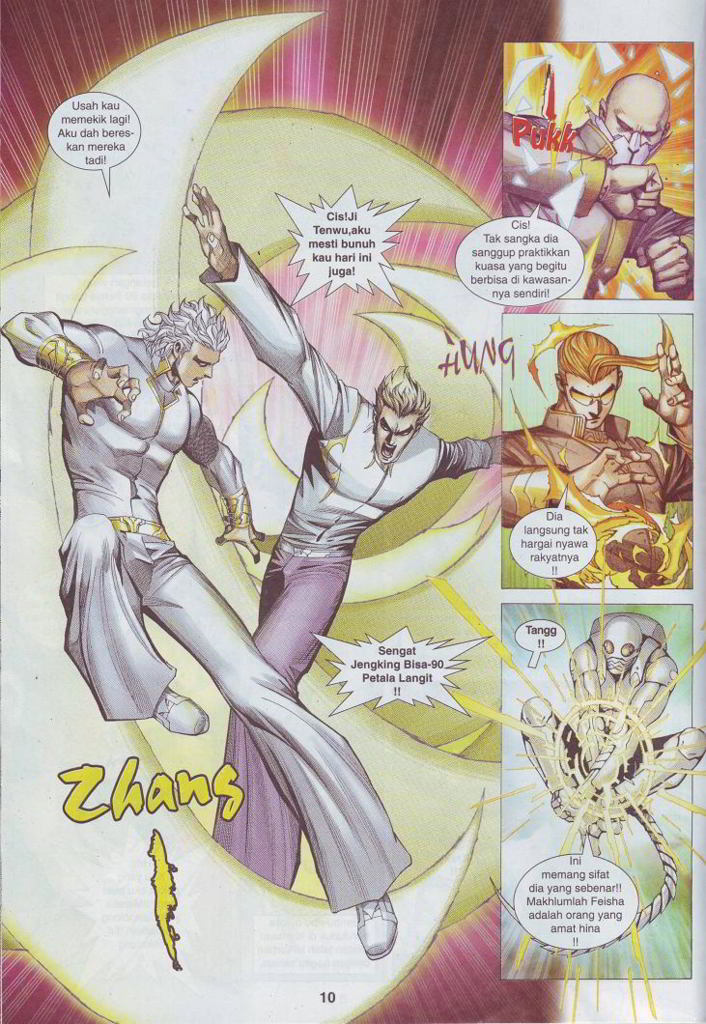 Usah kau
memekik lagi!
Aku dah beres-
kan mereka
tadi!
Cis!Ji
Tenwu,aku
mesti bunuh
kau hari ini
juga!
Pukk
Cis!
Tak sangka dia
sanggup praktikkan
kuasa yang begitu
berbisa di kawasan-
nya sendiri!
HUNG
Dia
langsung tak
hargai nyawa
rakyatnya
!!
Sengat
Jengking Bisa-90
Petala Langit
!!
Tangg
!!
Zhang
!
Ini
memang sifat
dia yang sebenar!!
Makhlumlah Feisha
adalah orang yang
amat hina
!!
10